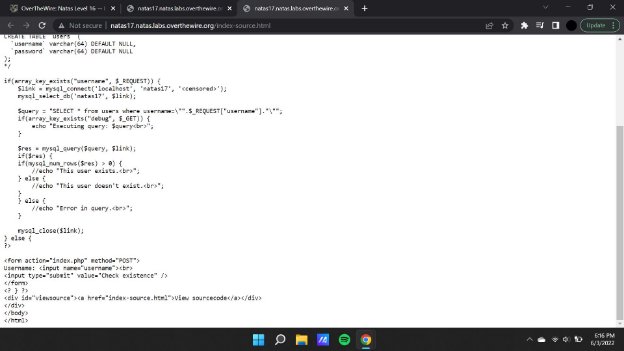 OverTheWire: Natas Level 16 —
natas17.natas.labs.overthewire.o
natas17.natas.labs.overthewire.o
Not secure
natas17.natas.labs.overthewire.org/index-source.html
Update
CREATE TABLE `users` (
`username` varchar(64) DEFAULT NULL,
`password` varchar(64) DEFAULT NULL
);
*/
if(array_key_exists("username", $_REQUEST)) {
$link = mysql_connect('localhost', 'natas17', '<censored>');
mysql_select_db('natas17', $link);
$query = "SELECT * from users where username=\"".$_REQUEST["username"]."\"";
if(array_key_exists("debug", $_GET)) {
echo "Executing query: $query<br>";
}
$res = mysql_query($query, $link);
if($res) {
if(mysql_num_rows($res) > 0) {
//echo "This user exists.<br>";
} else {
//echo "This user doesn't exist.<br>";
}
} else {
//echo "Error in query.<br>";
}
mysql_close($link);
} else {
?>
<form action="index.php" method="POST">
Username: <input name="username"><br>
<input type="submit" value="Check existence" />
</form>
<? } ?>
<div id="viewsource"><a href="index-source.html">View sourcecode</a></div>
</div>
</body>
</html>
6:16 PM
6/3/2022